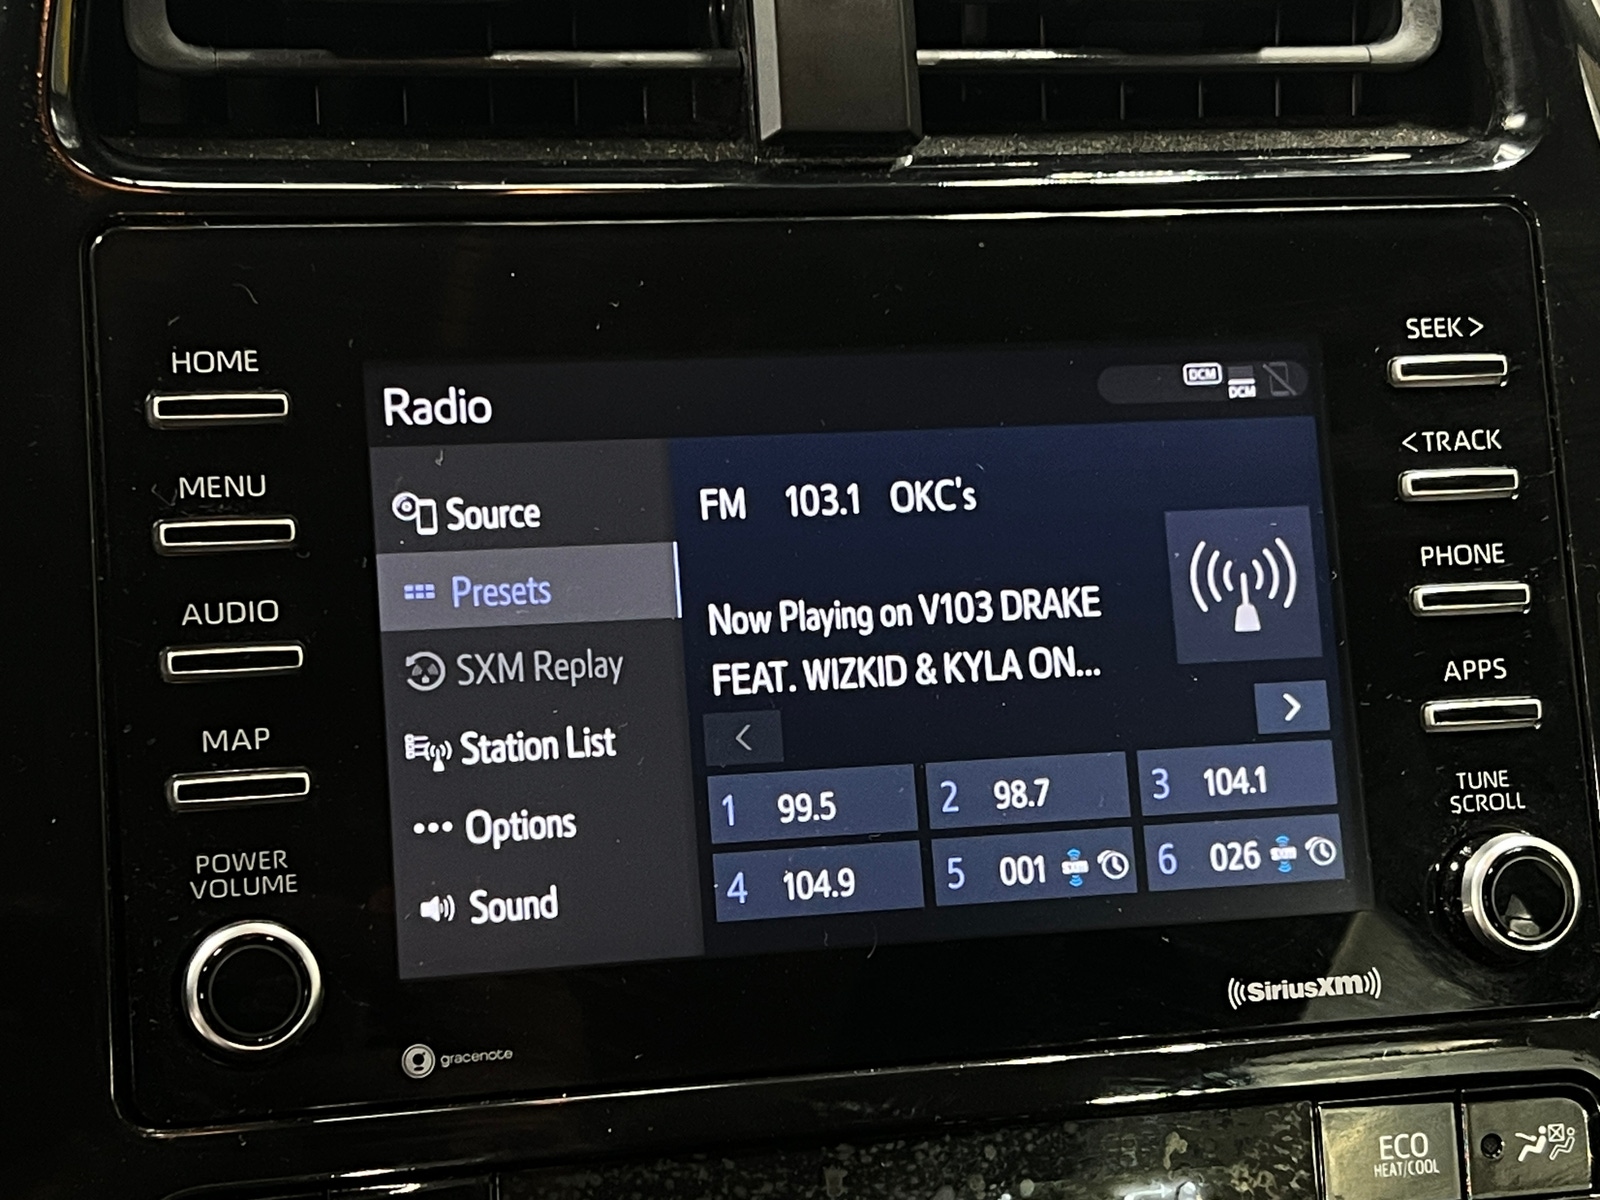 HOME
MENU
AUDIO
MAP
POWER
VOLUME
Radio
DCM
DCM
Source
Presets
SXM Replay
Station List
Options
Sound
FM 103.1 OKC's
Now Playing on V103 DRAKE
FEAT. WIZKID & KYLA ON...
<
>
1 99.5
2 98.7
3 104.1
4 104.9
5 001 SXM
6 026 SXM
SEEK >
< TRACK
PHONE
APPS
TUNE
SCROLL
SiriusXM
gracenote
ECO
HEAT/COOL